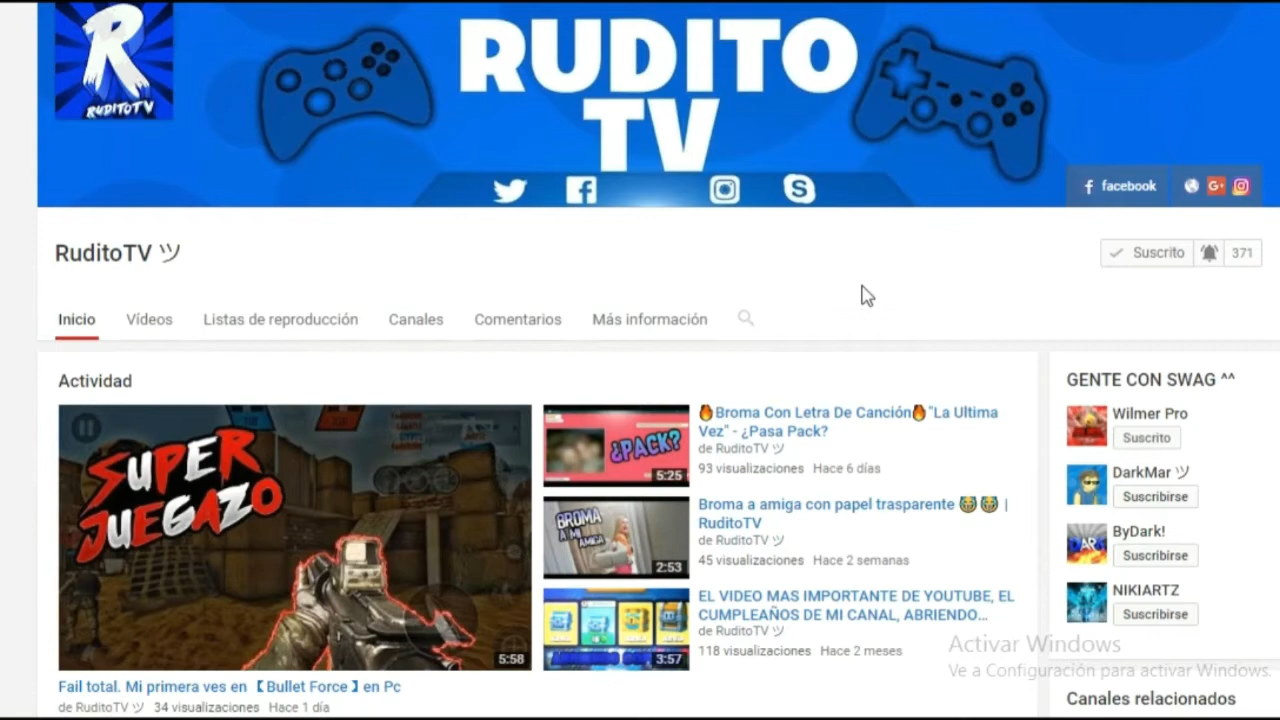 R
RUDITOTV
RUDITO
TV
facebook
G+
RuditoTV ツ
Suscrito
371
Inicio
Vídeos
Listas de reproducción
Canales
Comentarios
Más información
Actividad
SUPER
JUEGAZO
5:58
Fail total. Mi primera ves en 【Bullet Force】en Pc
de RuditoTV ツ 34 visualizaciones Hace 1 día
¿PACK?
5:25
🔥Broma Con Letra De Canción🔥"La Ultima
Vez" - ¿Pasa Pack?
de RuditoTV ツ
93 visualizaciones Hace 6 días
BROMA
A MI
AMIGA
2:53
Broma a amiga con papel trasparente 😭😭 |
RuditoTV
de RuditoTV ツ
45 visualizaciones Hace 2 semanas
3:57
EL VIDEO MAS IMPORTANTE DE YOUTUBE, EL
CUMPLEAÑOS DE MI CANAL, ABRIENDO...
de RuditoTV ツ
118 visualizaciones Hace 2 meses
GENTE CON SWAG ^^
Wilmer Pro
Suscrito
DarkMar ツ
Suscribirse
ByDark!
Suscribirse
NIKIARTZ
Suscribirse
Activar Windows
Ve a Configuración para activar Windows.
Canales relacionados